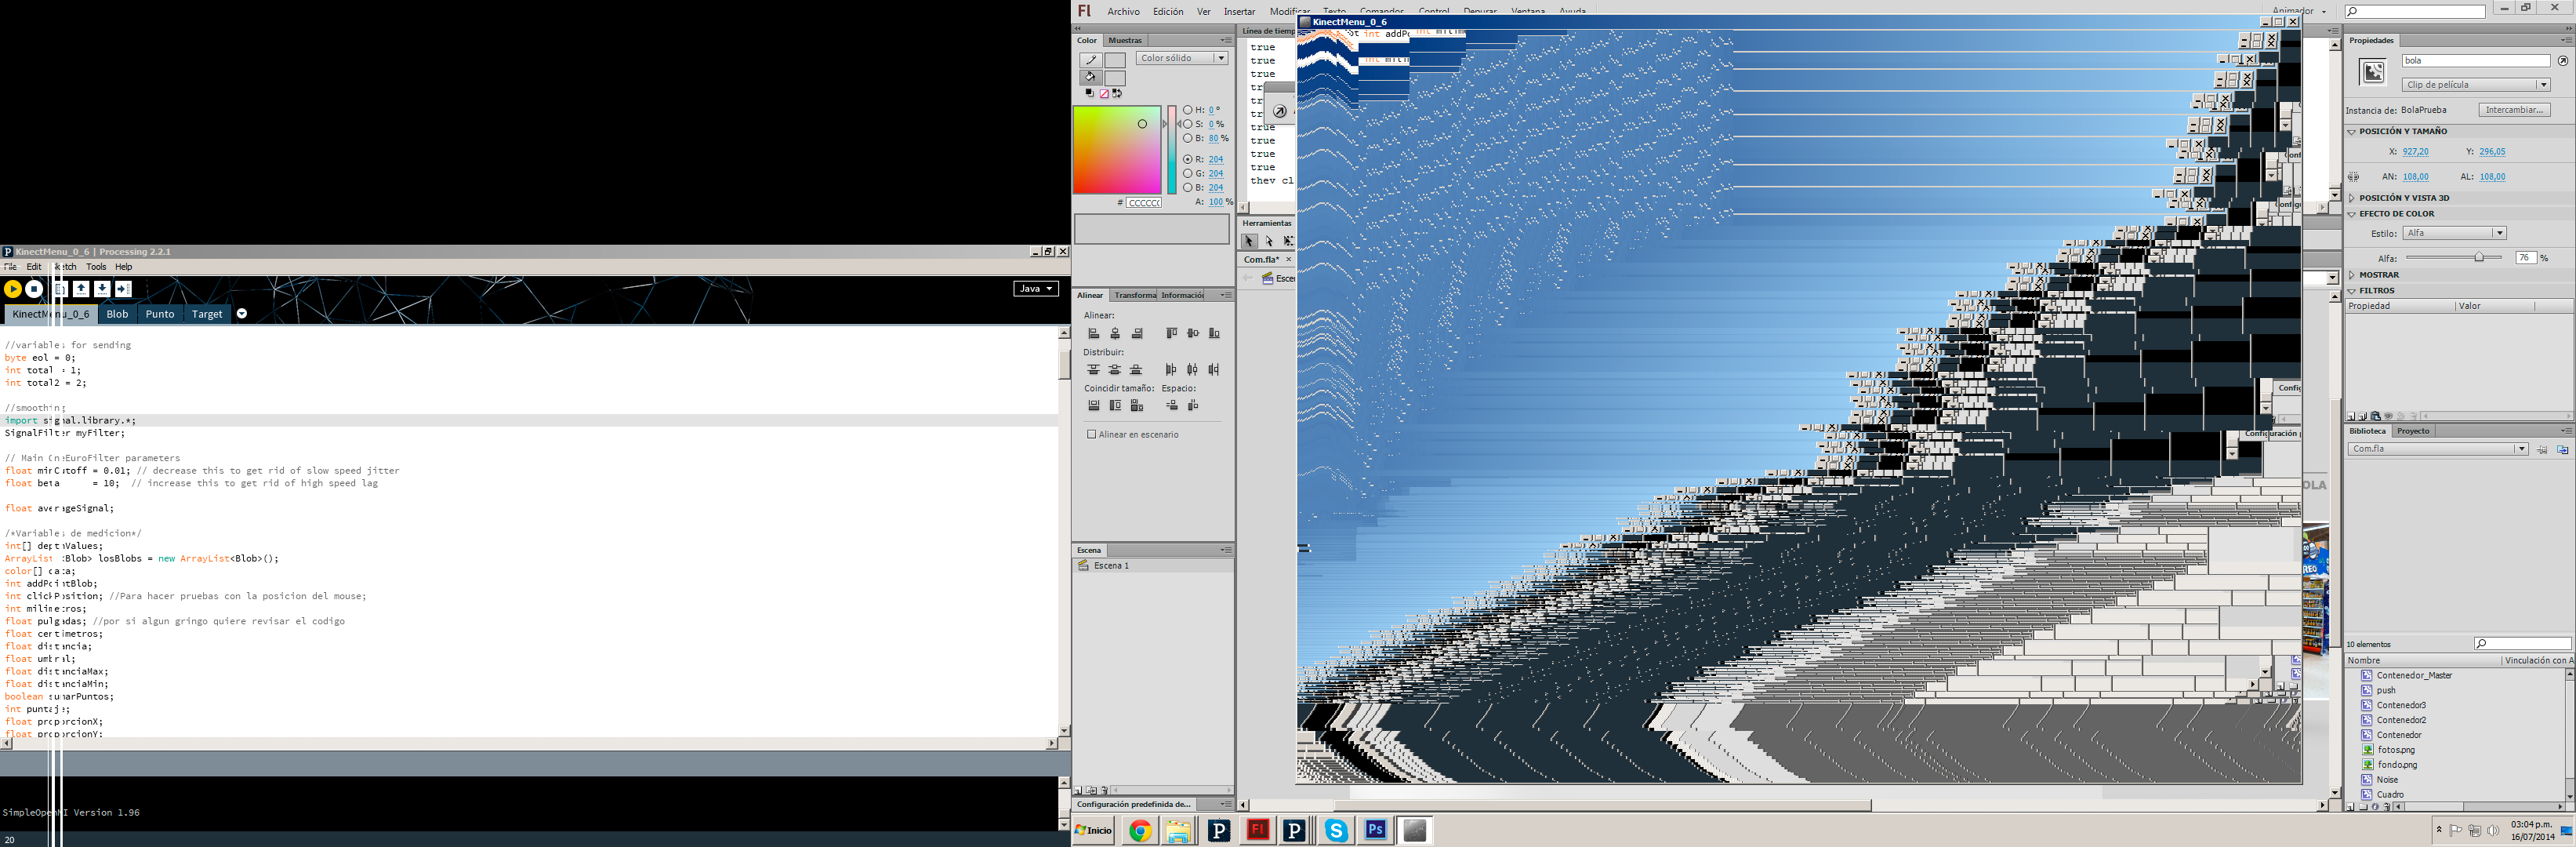 KinectMenu_0_6 | Processing 2.2.1
File Edit Sketch Tools Help
Java
KinectMenu_0_6 Blob Punto Target
//variables for sending
byte eol = 0;
int total = 1;
int total2 = 2;
//smoothing
import signal.library.*;
SignalFilter myFilter;
// Main OneEuroFilter parameters
float minCutoff = 0.01; // decrease this to get rid of slow speed jitter
float beta = 10; // increase this to get rid of high speed lag
float averageSignal;
/*Variables de medicion*/
int[] depthValues;
ArrayList<Blob> losBlobs = new ArrayList<Blob>();
color[] data;
int addPointBlob;
int clickPosition; //Para hacer pruebas con la posicion del mouse;
int milimetros;
float pulgadas; //por si algun gringo quiere revisar el codigo
float centimetros;
float distancia;
float umbral;
float distanciaMax;
float distanciaMin;
boolean sumarPuntos;
int puntaje;
float proporcionX;
float proporcionY;
SimpleOpenNI Version 1.96
20
Fl Archivo Edición Ver Insertar Modificar Texto Comandos Control Depurar Ventana Ayuda
Animador
Color Muestras
Color sólido
H: 0 °
S: 0 %
B: 80 %
R: 204
G: 204
B: 204
# CCCCCC A: 100 %
Alinear Transforma Información
Alinear:
Distribuir:
Coincidir tamaño: Espacio:
Alinear en escenario
Escena
Escena 1
Configuración predefinida de...
Línea de tiemp
true
true
true
true
true
true
true
they cl
Herramientas
Com.fla*
Escen
KinectMenu_0_6
int addPo
Config
Configuración p
OLA
Propiedades
bola
Clip de película
Instancia de: BolaPrueba Intercambiar...
POSICIÓN Y TAMAÑO
X: 927,20 Y: 296,05
AN: 108,00 AL: 108,00
POSICIÓN Y VISTA 3D
EFECTO DE COLOR
Estilo: Alfa
Alfa: 76 %
MOSTRAR
FILTROS
Propiedad Valor
Biblioteca Proyecto
Com.fla
10 elementos
Nombre Vinculación con A
Contenedor_Master
push
Contenedor3
Contenedor2
Contenedor
fotos.png
fondo.png
Noise
Cuadro
Inicio
Fl
Ps
03:04 p.m.
16/07/2014